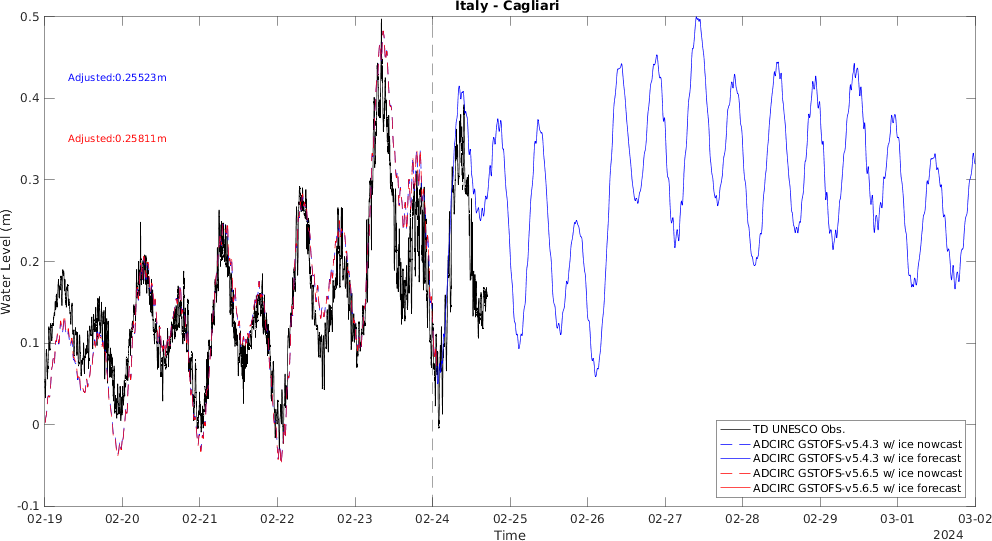 Italy - Cagliari
0.5
0.4
0.3
0.2
0.1
0
-0.1
Water Level (m)
Adjusted:0.25523m
Adjusted:0.25811m
TD UNESCO Obs.
ADCIRC GSTOFS-v5.4.3 w/ ice nowcast
ADCIRC GSTOFS-v5.4.3 w/ ice forecast
ADCIRC GSTOFS-v5.6.5 w/ ice nowcast
ADCIRC GSTOFS-v5.6.5 w/ ice forecast
02-19 02-20 02-21 02-22 02-23 02-24 02-25 02-26 02-27 02-28 02-29 03-01 03-02
Time
2024